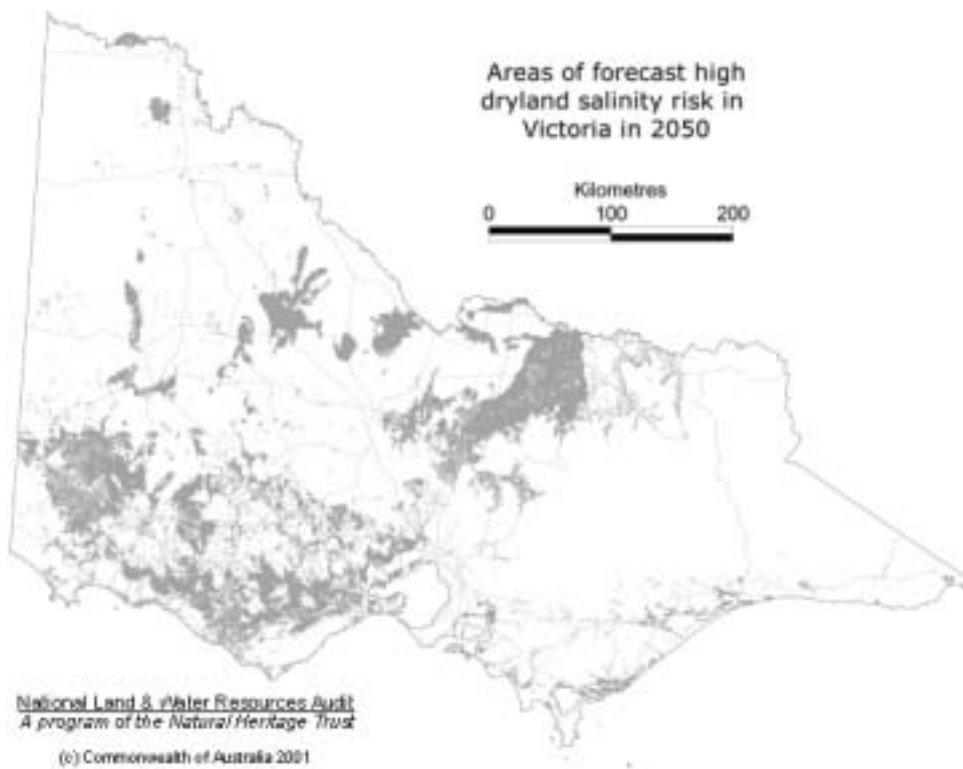 Areas of forecast high
dryland salinity risk in
Victoria in 2050
Kilometres
0 100 200
National Land & Water Resources Audit
A program of the Natural Heritage Trust
(c) Commonwealth of Australia 2001